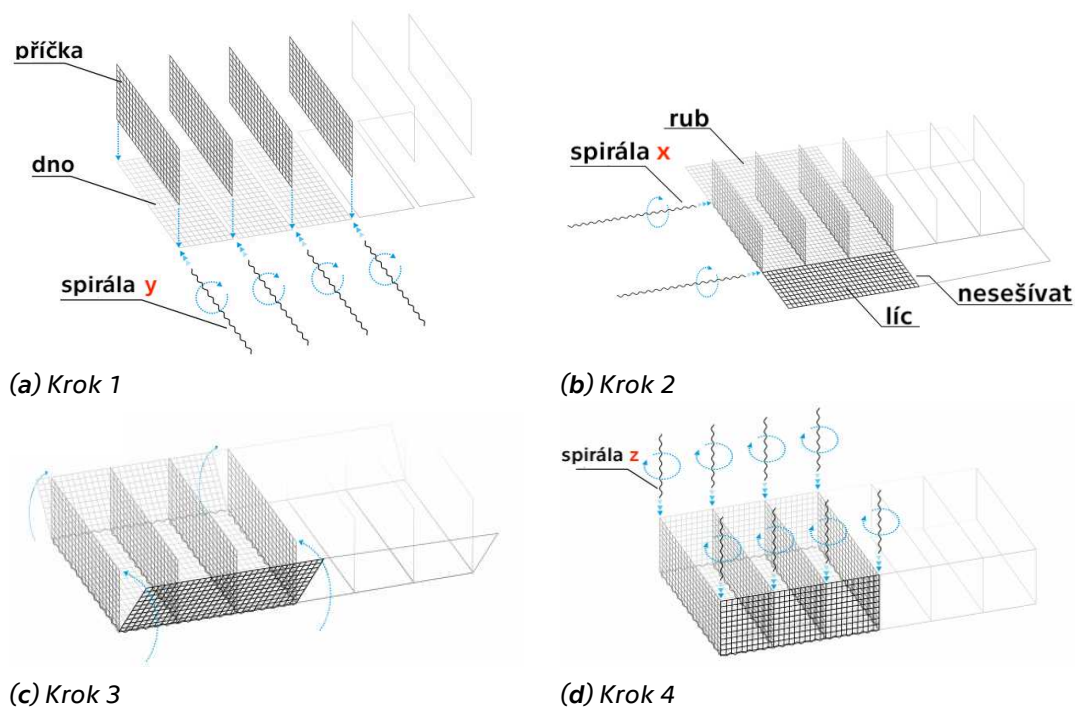 příčka
dno
spirála y
(a) Krok 1
rub
spirála x
nesešívat
líc
(b) Krok 2
(c) Krok 3
spirála z
(d) Krok 4